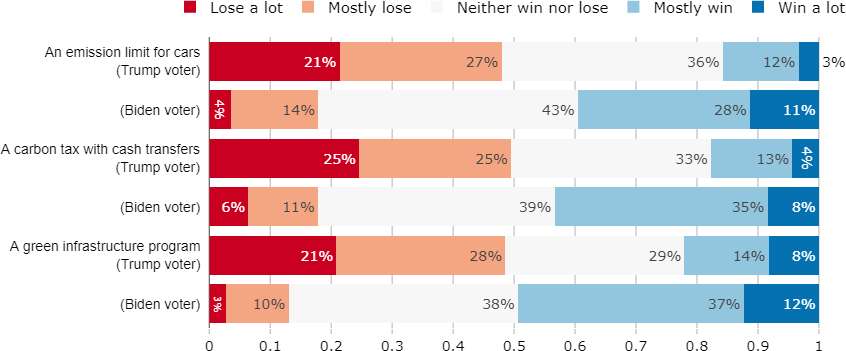 Lose a lot Mostly lose Neither win nor lose Mostly win Win a lot
An emission limit for cars
(Trump voter)
21% 27% 36% 12% 3%
(Biden voter)
4% 14% 43% 28% 11%
A carbon tax with cash transfers
(Trump voter)
25% 25% 33% 13% 4%
(Biden voter)
6% 11% 39% 35% 8%
A green infrastructure program
(Trump voter)
21% 28% 29% 14% 8%
(Biden voter)
3% 10% 38% 37% 12%
0 0.1 0.2 0.3 0.4 0.5 0.6 0.7 0.8 0.9 1